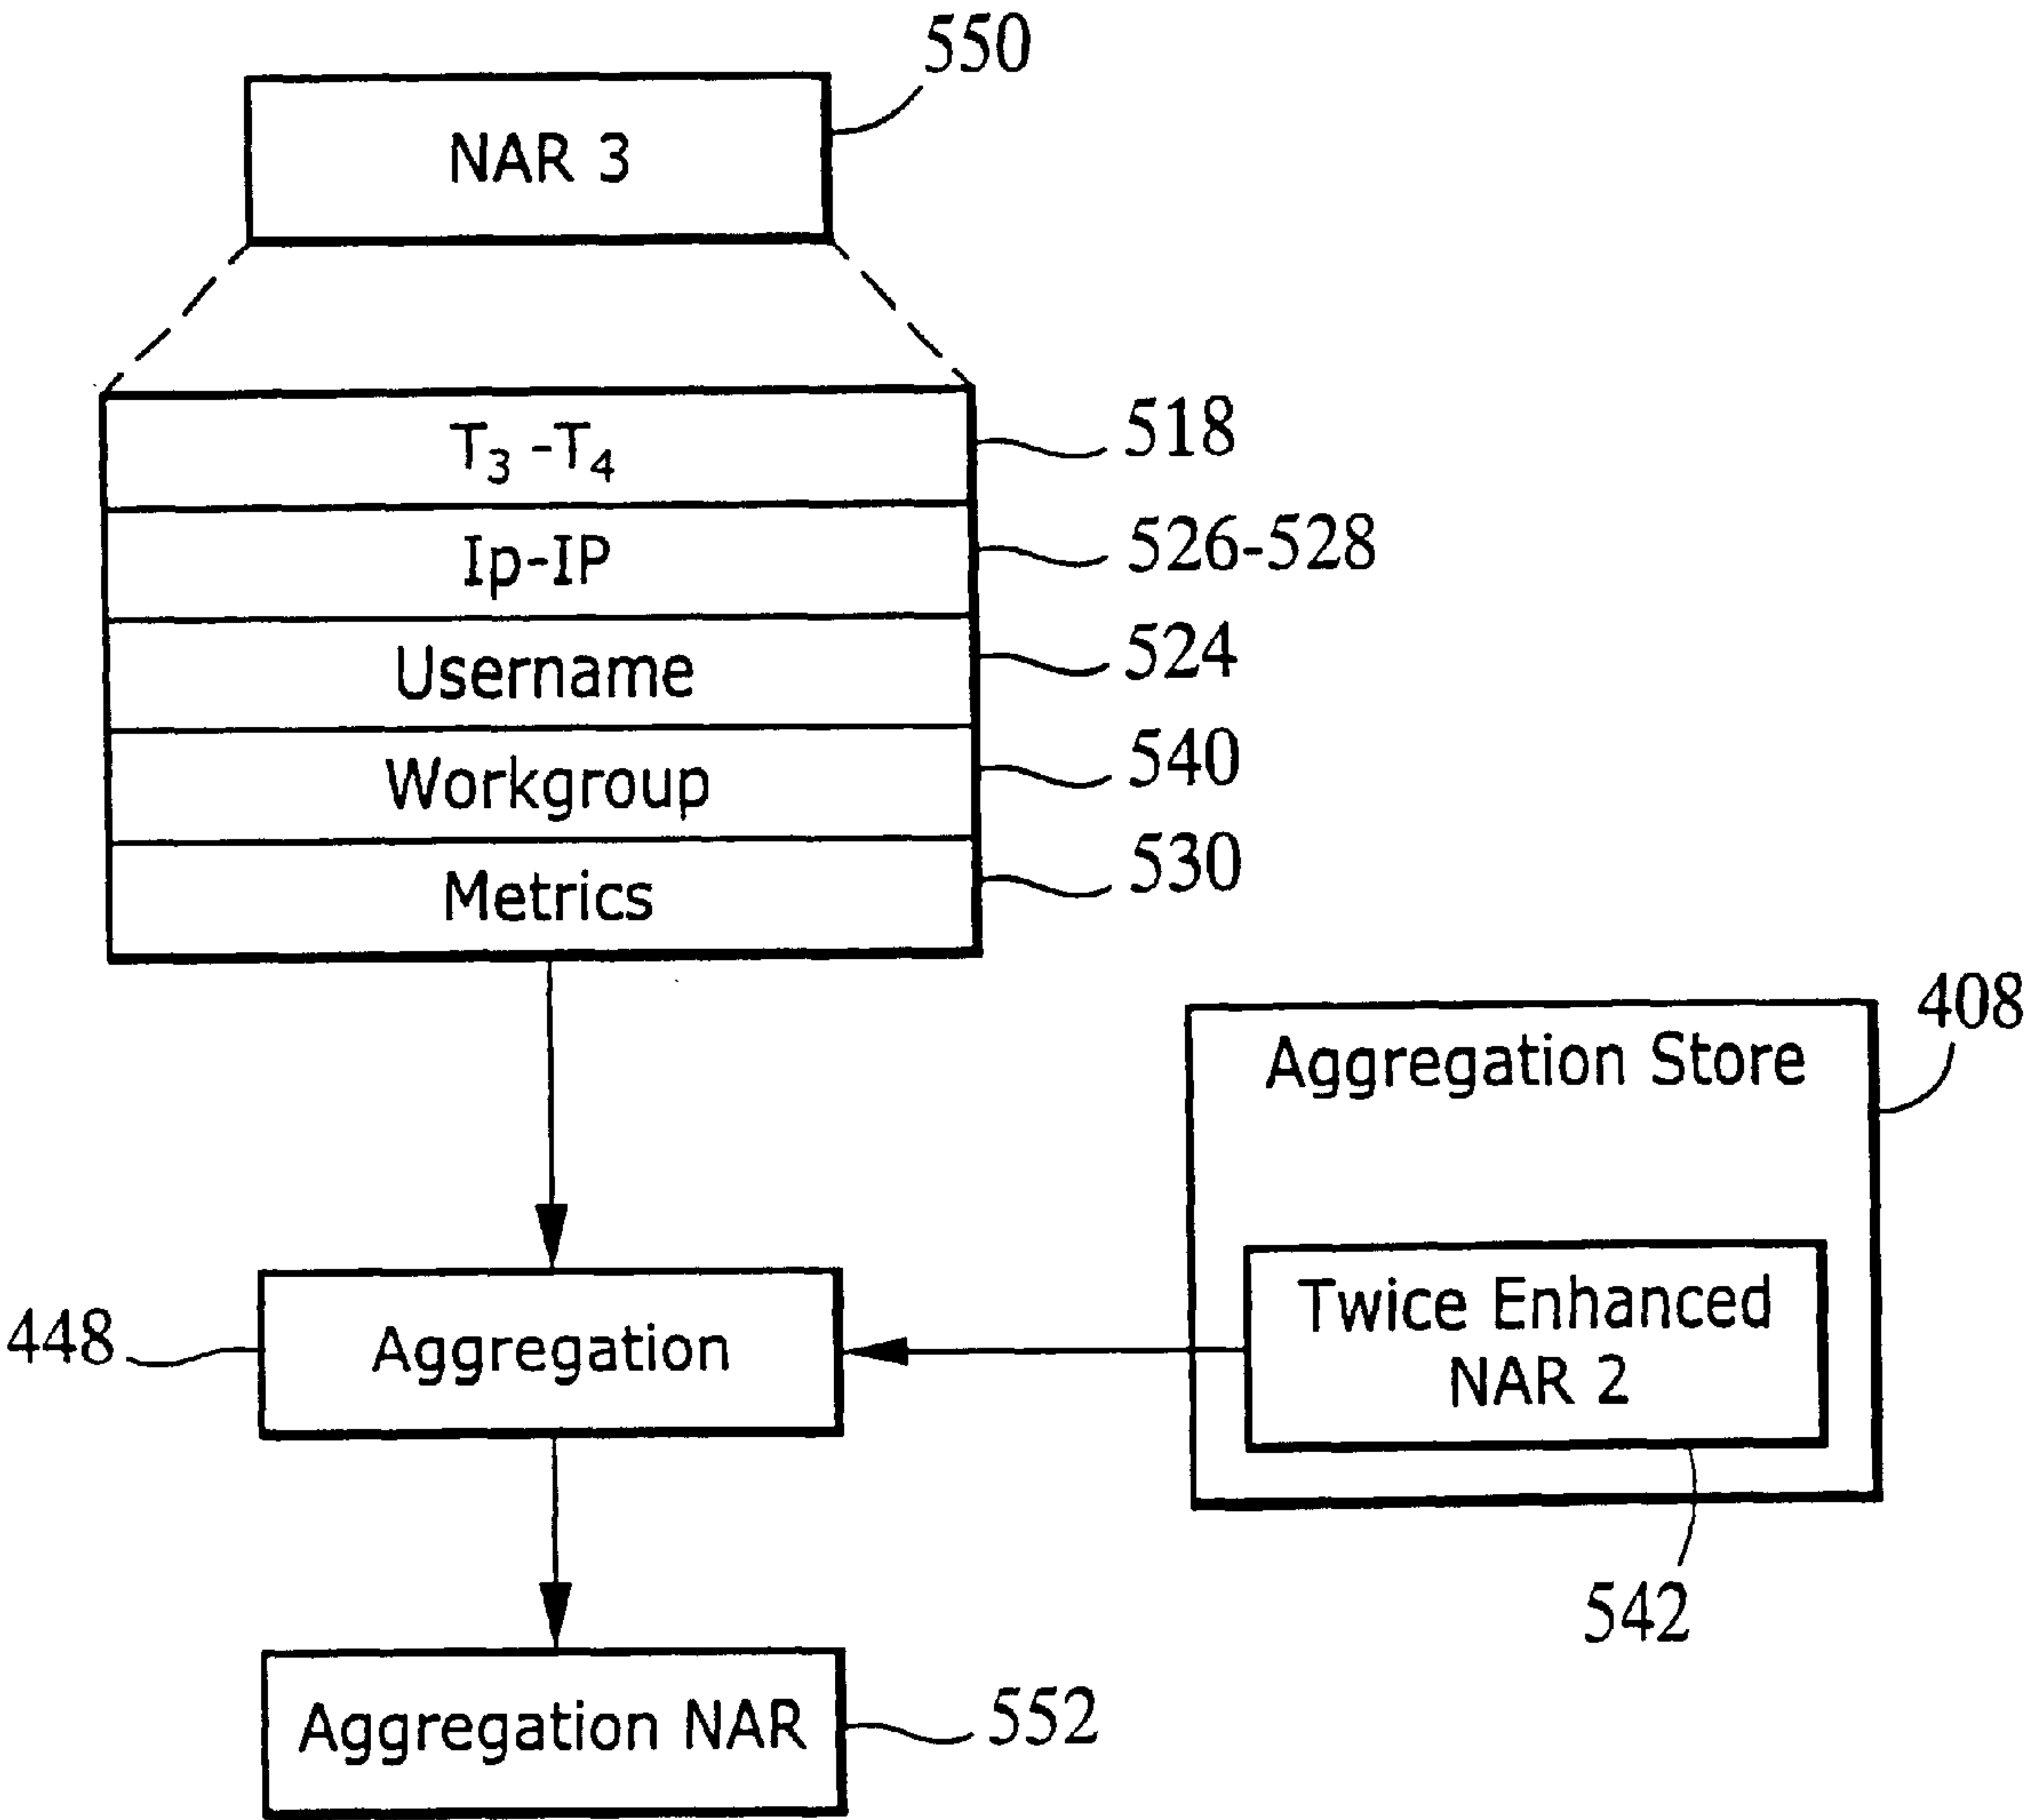 550
NAR 3
T3 -T4
518
Ip-IP
526-528
Username
524
Workgroup
540
Metrics
530
408
Aggregation Store
Twice Enhanced
NAR 2
448
Aggregation
542
Aggregation NAR
552